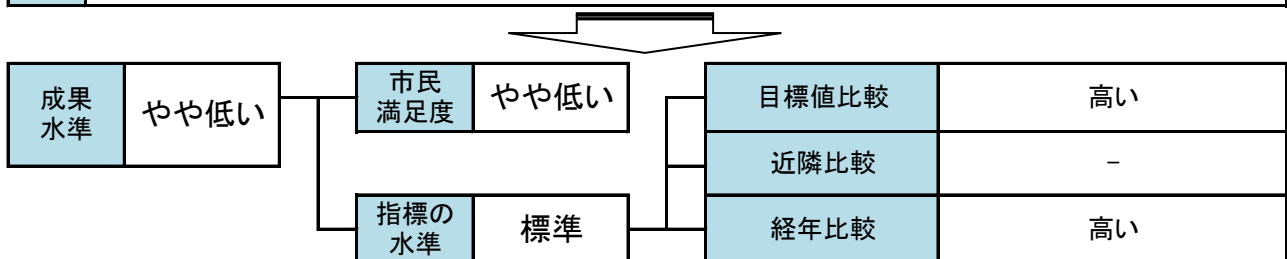 成果
水準
やや低い
市民
満足度
やや低い
指標の
水準
標準
目標値比較
高い
近隣比較
－
経年比較
高い